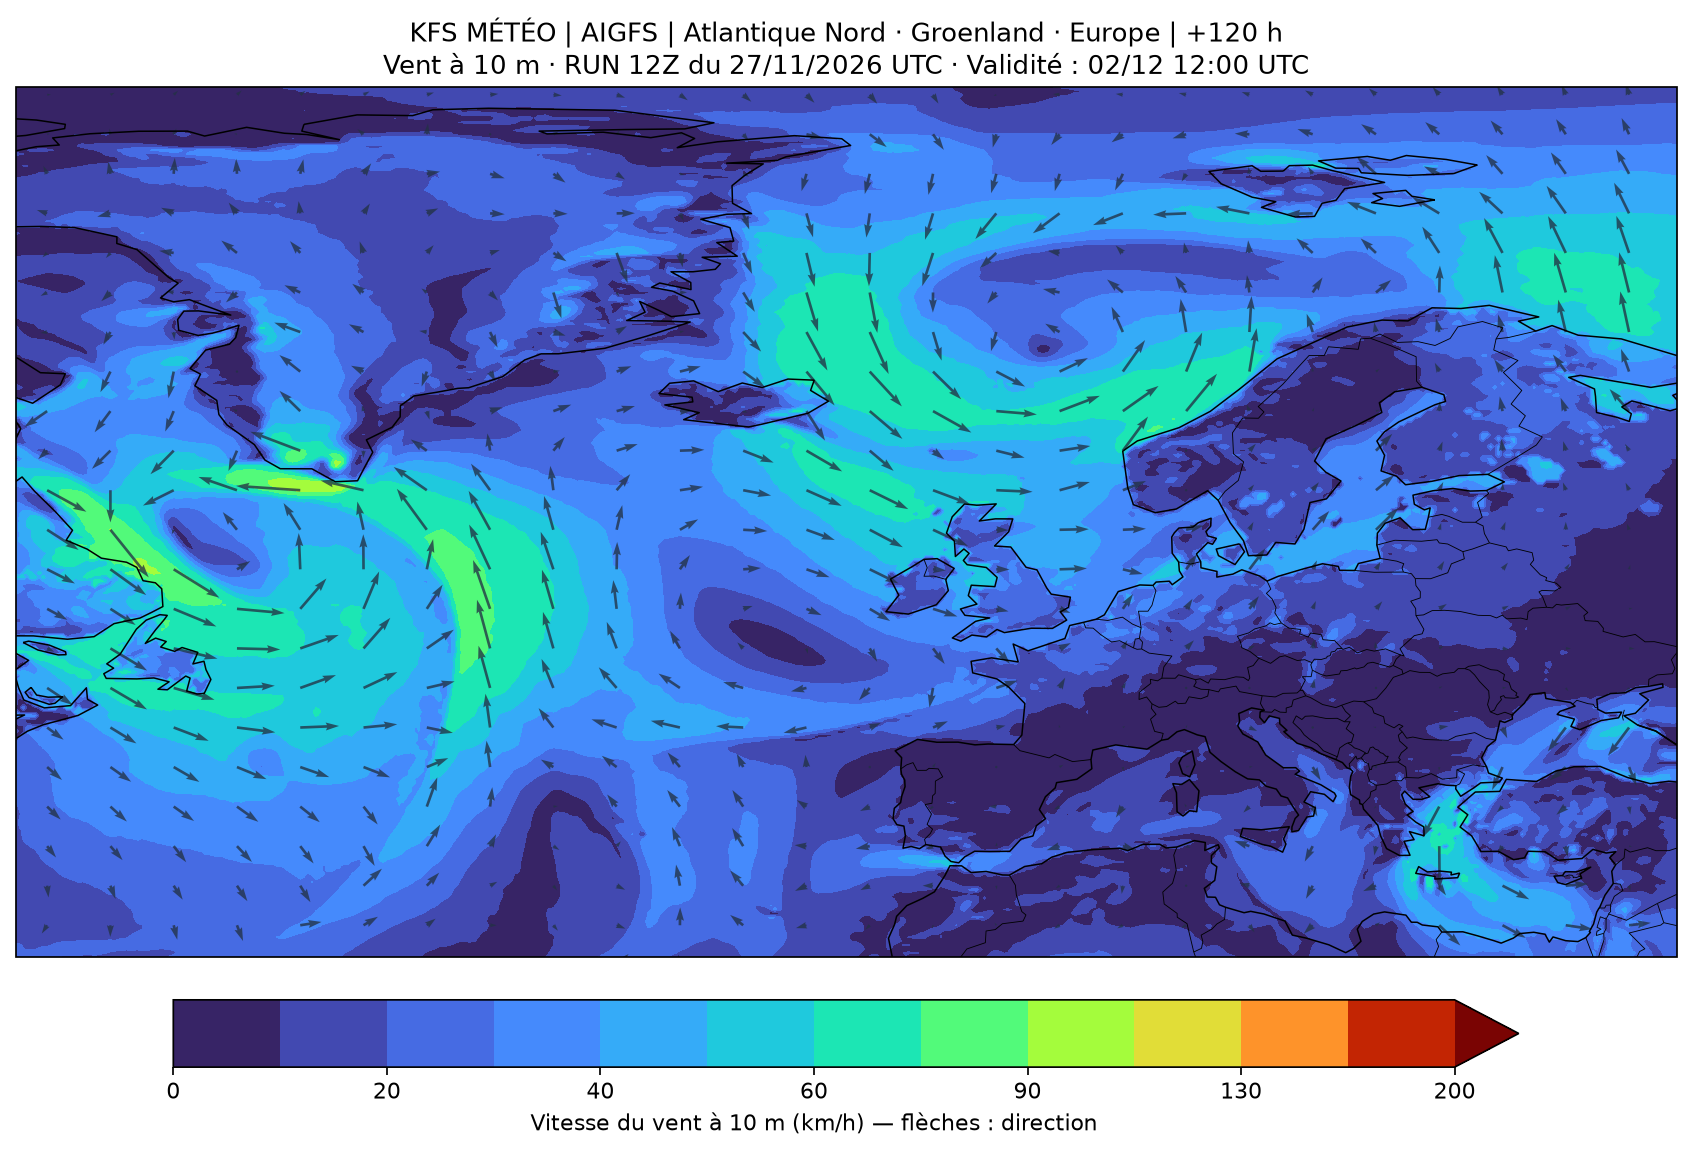 KFS MÉTÉO | AIGFS | Atlantique Nord · Groenland · Europe | +120 h
Vent à 10 m · RUN 12Z du 27/11/2026 UTC · Validité : 02/12 12:00 UTC
0 20 40 60 90 130 200
Vitesse du vent à 10 m (km/h) — flèches : direction